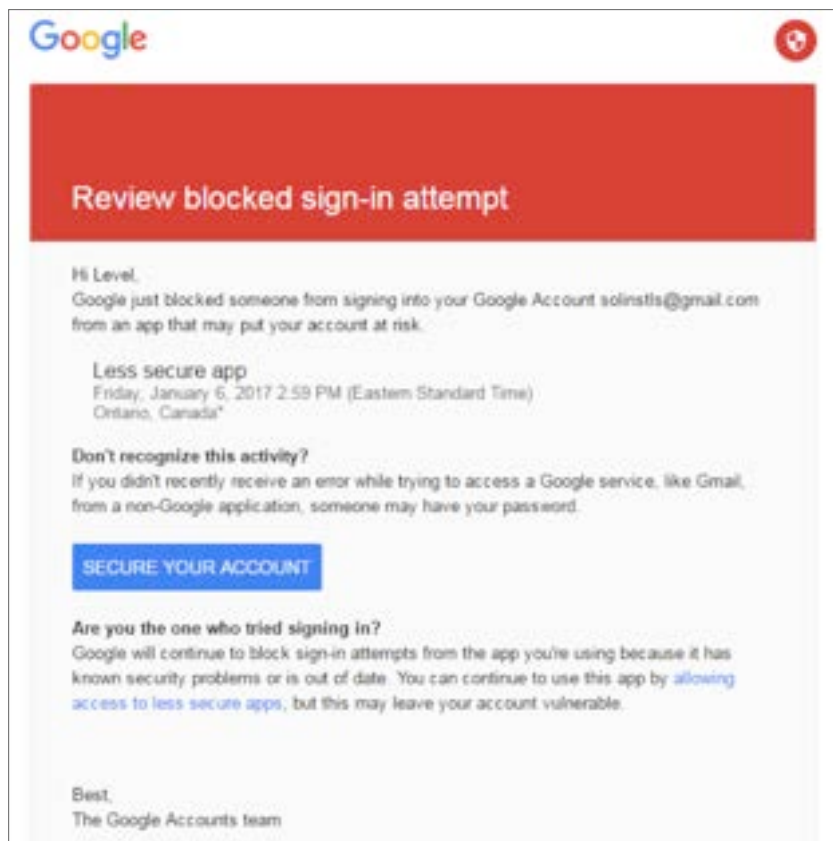 Google
Review blocked sign-in attempt
Hi Level,
Google just blocked someone from signing into your Google Account solinstls@gmail.com
from an app that may put your account at risk.
Less secure app
Friday, January 6, 2017 2:59 PM (Eastern Standard Time)
Ontario, Canada*
Don't recognize this activity?
If you didn't recently receive an error while trying to access a Google service, like Gmail,
from a non-Google application, someone may have your password.
SECURE YOUR ACCOUNT
Are you the one who tried signing in?
Google will continue to block sign-in attempts from the app you're using because it has
known security problems or is out of date. You can continue to use this app by allowing
access to less secure apps, but this may leave your account vulnerable.
Best,
The Google Accounts team